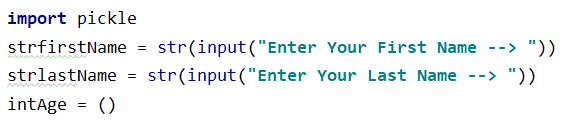 import pickle
strfirstName = str(input("Enter Your First Name --> "))
strlastName = str(input("Enter Your Last Name --> "))
intAge = ()